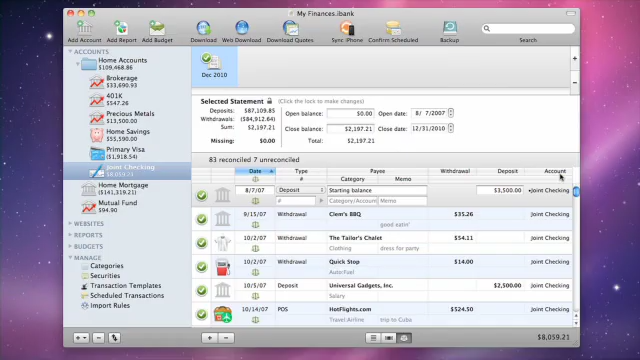 My Finances.ibank
Add Account Add Report Add Budget Download Web Download Download Quotes Sync iPhone Confirm Scheduled Backup Search
ACCOUNTS
Home Accounts
$109,468.86
Brokerage
$33,690.93
401K
$547.26
Precious Metals
$13,500.00
Home Savings
$5,000.00
Primary Visa
($1,918.54)
Joint Checking
$8,059.21
Home Mortgage
($141,319.21)
Mutual Fund
$94.90
WEBSITES
REPORTS
BUDGETS
MANAGE
Categories
Securities
Transaction Templates
Scheduled Transactions
Import Rules
Dec 2010
Selected Statement (Click the lock to make changes)
Deposits: $87,109.85 Open balance: $0.00 Open date: 8/ 7/2007
Withdrawals: ($84,912.64)
Sum: $2,197.21 Close balance: $2,197.21 Close date: 12/31/2010
Missing: $0.00 Total: $2,197.21
83 reconciled 7 unreconciled
Date Type Payee Withdrawal Deposit Account
# Category Memo
8/7/07 Deposit Starting balance $3,500.00 Joint Checking
# Category/Account Memo
9/15/07 Withdrawal Clem's BBQ $35.26 Joint Checking
good eatin'
10/2/07 Withdrawal The Tailor's Chalet $54.11 Joint Checking
Clothing dress for party
10/2/07 Withdrawal Quick Stop $14.00 Joint Checking
Auto:Fuel
10/5/07 Deposit Universal Gadgets, Inc. $2,500.00 Joint Checking
Salary
10/14/07 POS HotFlights.com $524.50 Joint Checking
Travel:Airline; trip to Cuba
$8,059.21